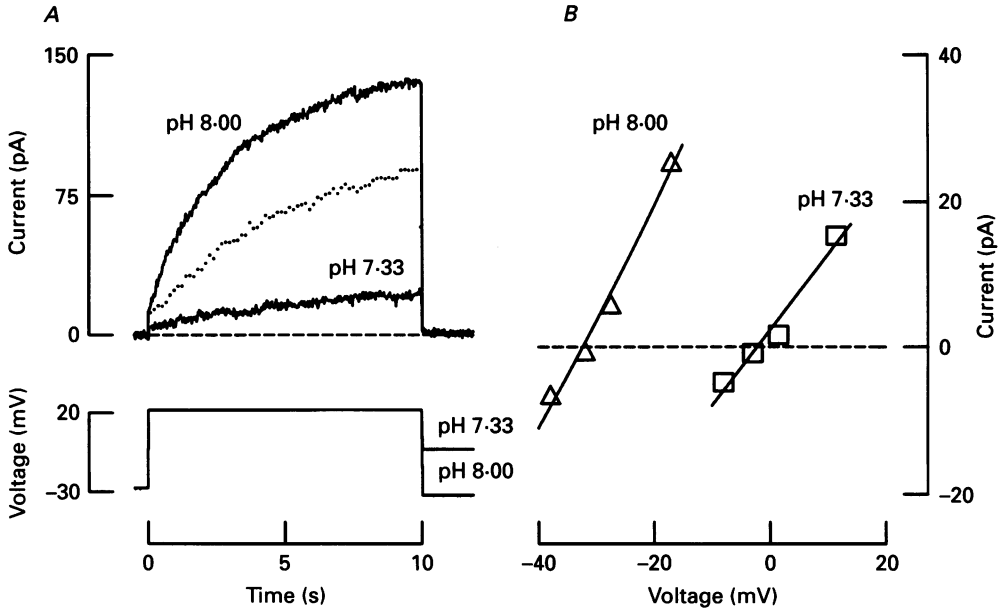 A
150
75
0
Current (pA)
pH 8·00
pH 7·33
20
−30
Voltage (mV)
pH 7·33
pH 8·00
0
5
10
Time (s)
B
40
20
0
−20
Current (pA)
pH 8·00
pH 7·33
−40
−20
0
20
Voltage (mV)